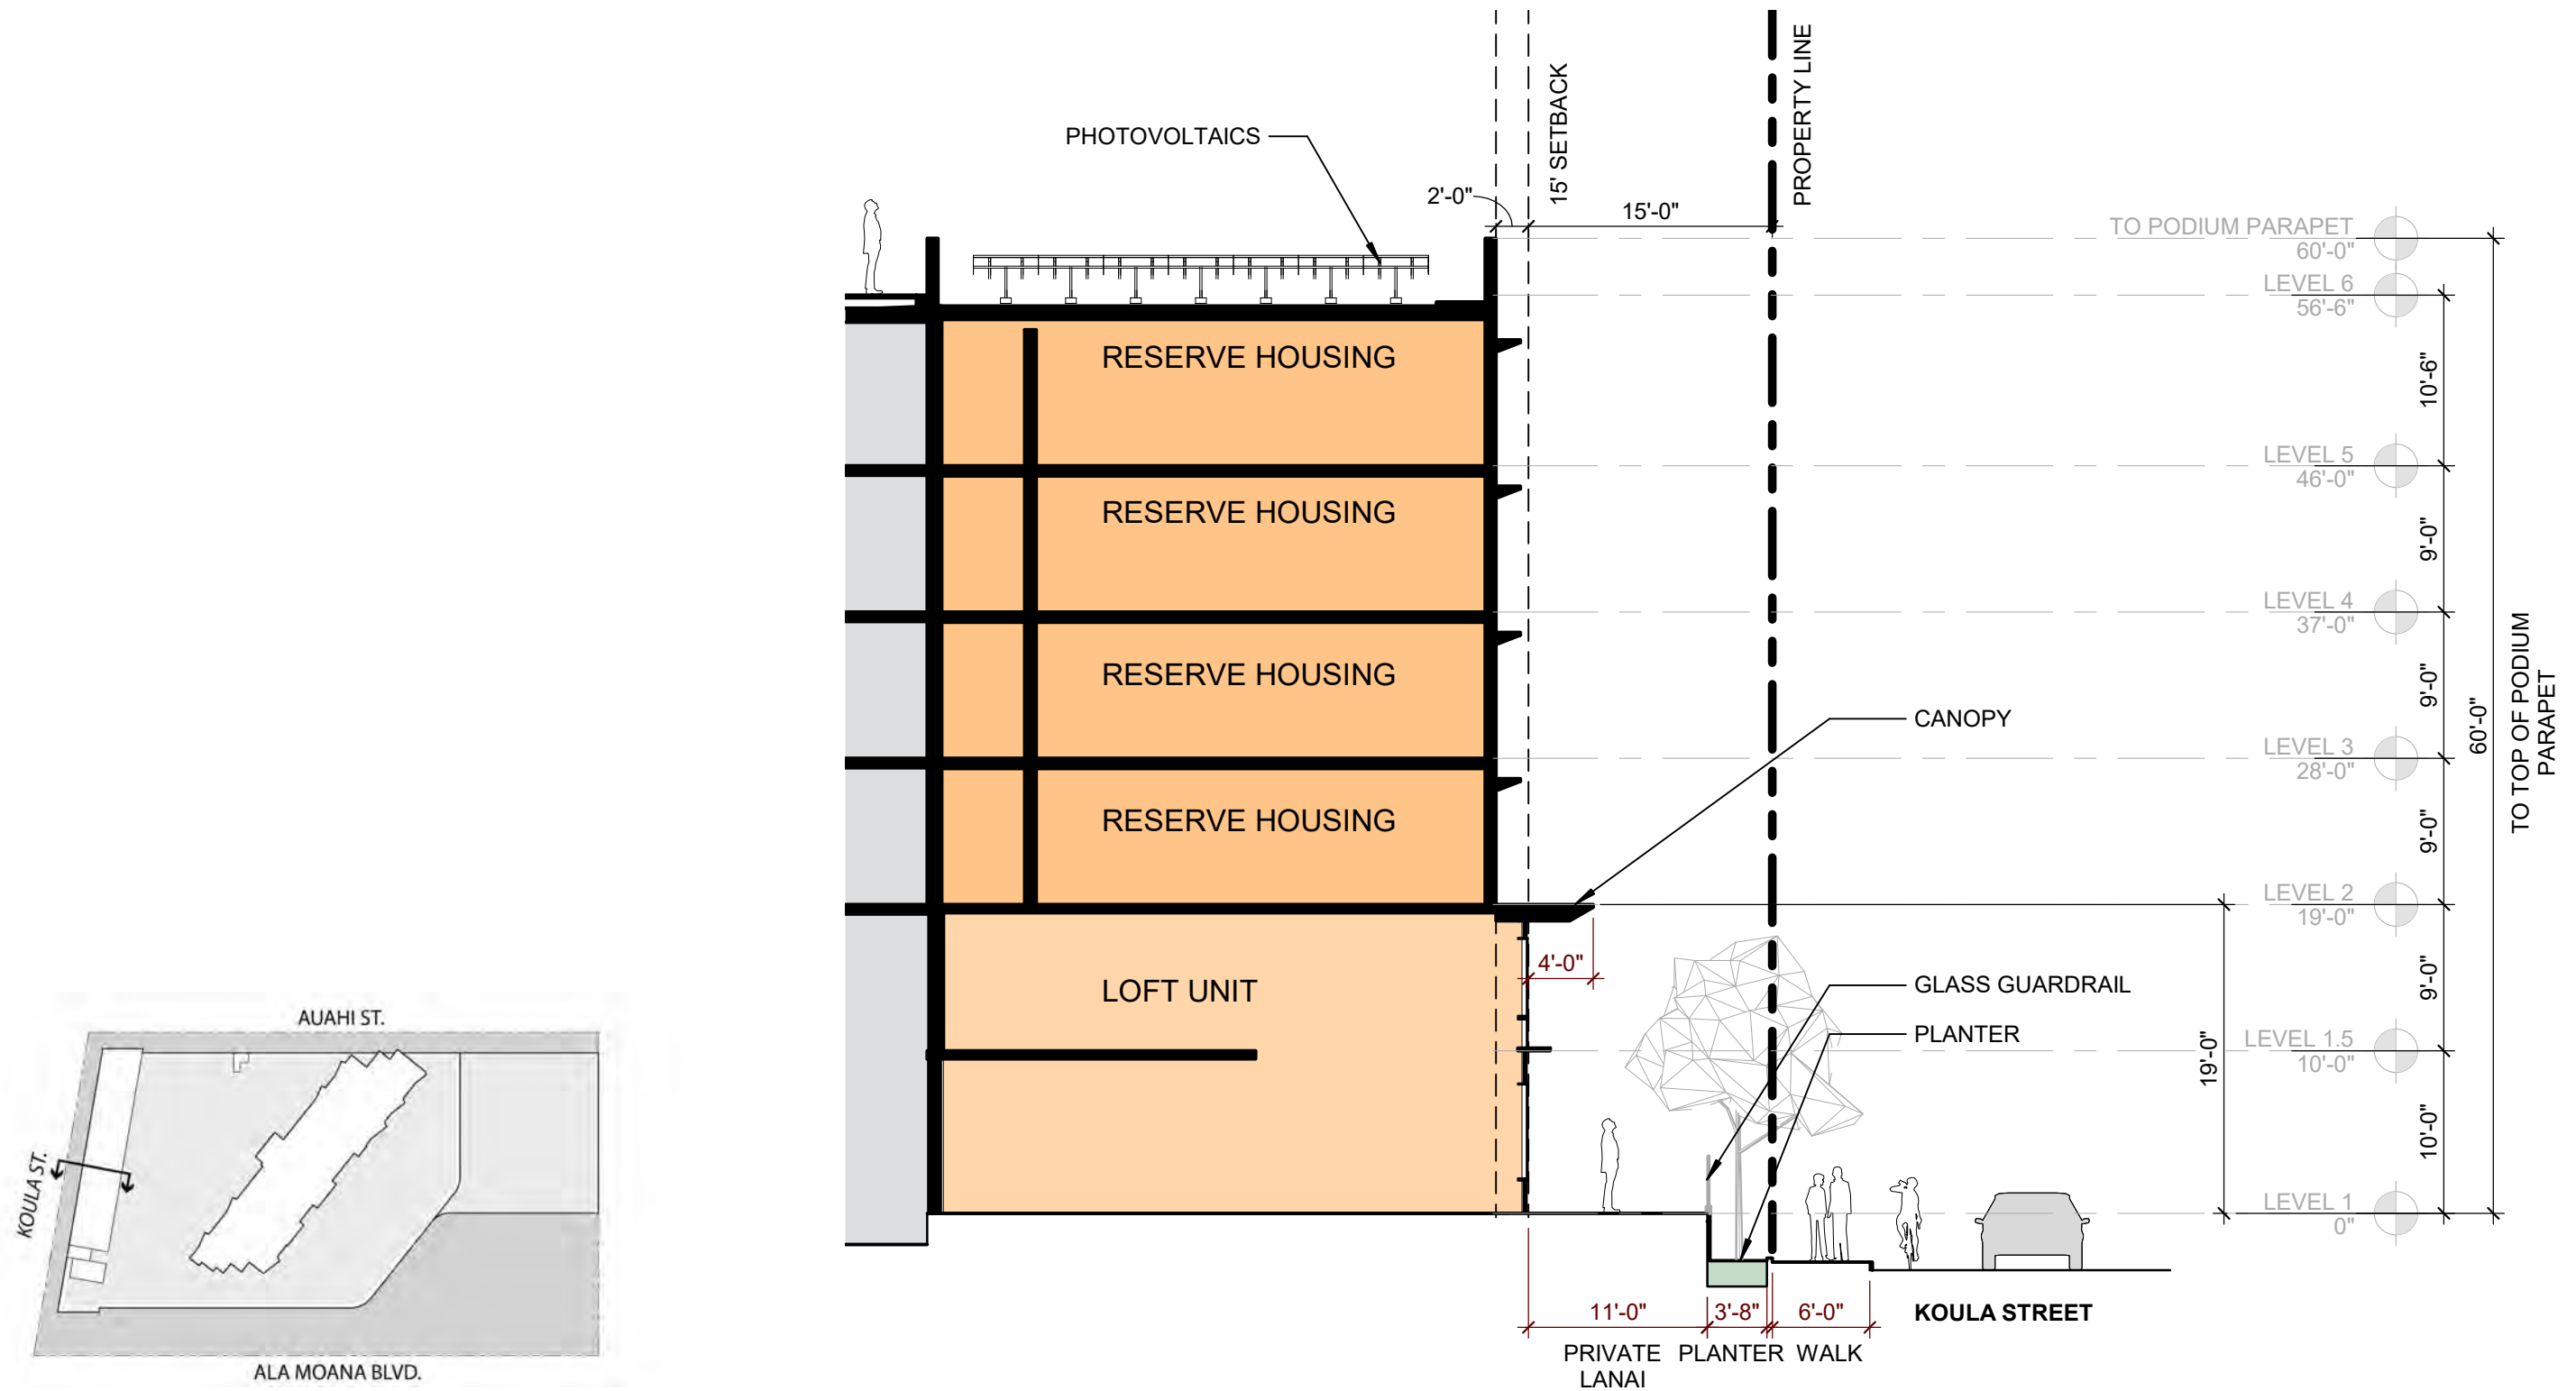 PHOTOVOLTAICS
2'-0"
15' SETBACK
15'-0"
PROPERTY LINE
TO PODIUM PARAPET
60'-0"
LEVEL 6
56'-6"
10'-6"
RESERVE HOUSING
LEVEL 5
46'-0"
9'-0"
RESERVE HOUSING
LEVEL 4
37'-0"
9'-0"
RESERVE HOUSING
CANOPY
LEVEL 3
28'-0"
9'-0"
60'-0"
TO TOP OF PODIUM
PARAPET
RESERVE HOUSING
LEVEL 2
19'-0"
9'-0"
4'-0"
LOFT UNIT
GLASS GUARDRAIL
PLANTER
LEVEL 1.5
10'-0"
19'-0"
10'-0"
LEVEL 1
0"
11'-0"
3'-8"
6'-0"
KOULA STREET
PRIVATE
LANAI
PLANTER
WALK
AUAHI ST.
KOULA ST.
ALA MOANA BLVD.